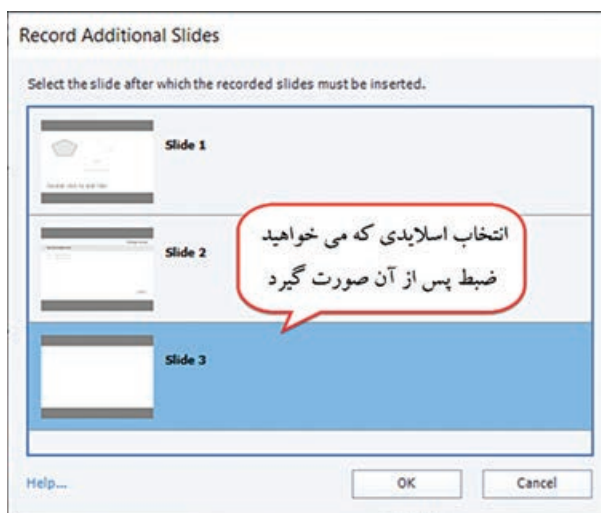 Record Additional Slides
Select the slide after which the recorded slides must be inserted.
Slide 1
Slide 2
انتخاب اسلایدی که می خواهید
ضبط پس از آن صورت گیرد
Slide 3
Help...
OK
Cancel